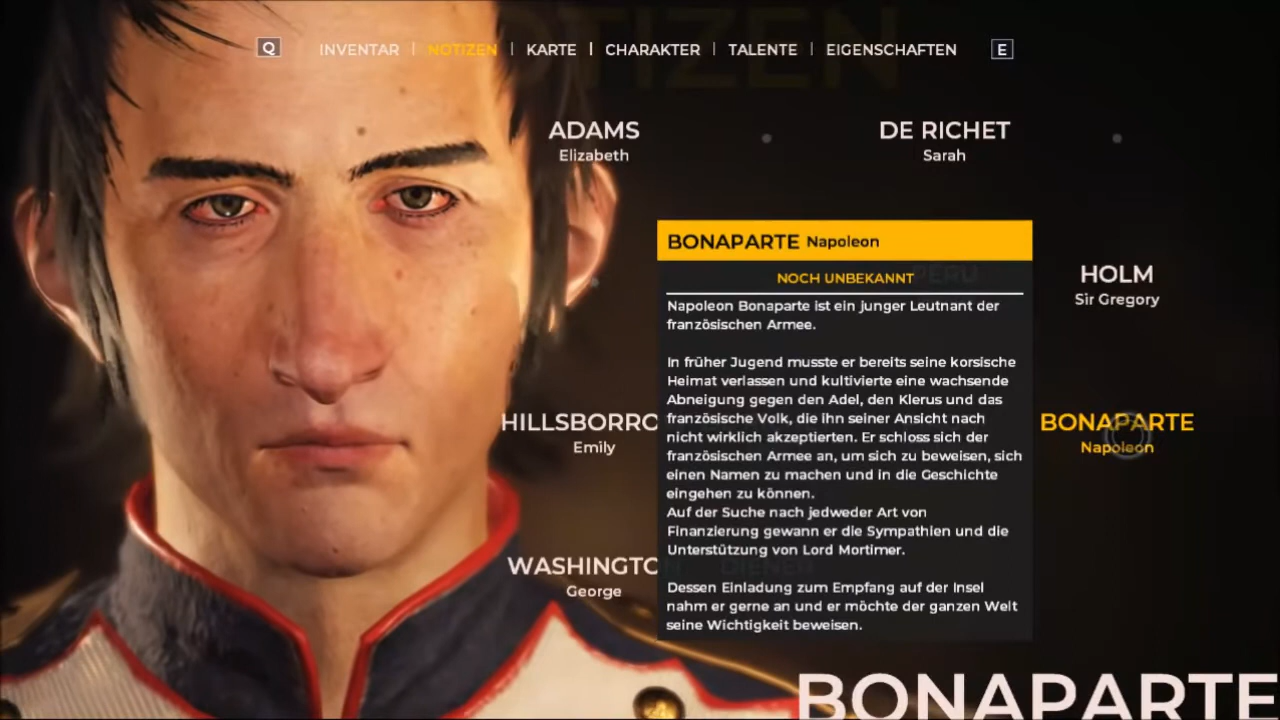 NOTIZEN
Q INVENTAR | NOTIZEN | KARTE | CHARAKTER | TALENTE | EIGENSCHAFTEN E
ADAMS
Elizabeth
DE RICHET
Sarah
BONAPARTE Napoleon
NOCH UNBEKANNT
Napoleon Bonaparte ist ein junger Leutnant der
französischen Armee.
In früher Jugend musste er bereits seine korsische
Heimat verlassen und kultivierte eine wachsende
Abneigung gegen den Adel, den Klerus und das
französische Volk, die ihn seiner Ansicht nach
nicht wirklich akzeptierten. Er schloss sich der
französischen Armee an, um sich zu beweisen, sich
einen Namen zu machen und in die Geschichte
eingehen zu können.
Auf der Suche nach jedweder Art von
Finanzierung gewann er die Sympathien und die
Unterstützung von Lord Mortimer.
Dessen Einladung zum Empfang auf der Insel
nahm er gerne an und er möchte der ganzen Welt
seine Wichtigkeit beweisen.
HOLM
Sir Gregory
HILLSBORRO
Emily
BONAPARTE
Napoleon
WASHINGTON
George
BONAPARTE